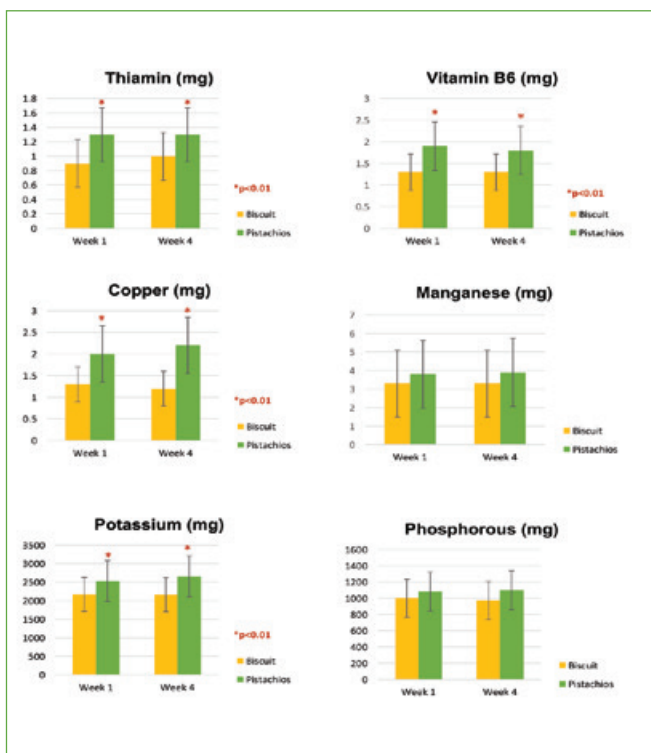 Thiamin (mg)
1.8
1.6
1.4
1.2
1
0.8
0.6
0.4
0.2
0
*
*
*p<0.01
Biscuit
Pistachios
Week 1
Week 4
Vitamin B6 (mg)
3
2.5
2
1.5
1
0.5
0
*
*
*p<0.01
Biscuit
Pistachios
Week 1
Week 4
Copper (mg)
3
2.5
2
1.5
1
0.5
0
*
*
*p<0.01
Biscuit
Pistachios
Week 1
Week 4
Manganese (mg)
7
6
5
4
3
2
1
0
Biscuit
Pistachios
Week 1
Week 4
Potassium (mg)
3500
3000
2500
2000
1500
1000
500
0
*
*
*p<0.01
Biscuit
Pistachios
Week 1
Week 4
Phosphorous (mg)
1600
1400
1200
1000
800
600
400
200
0
Biscuit
Pistachios
Week 1
Week 4